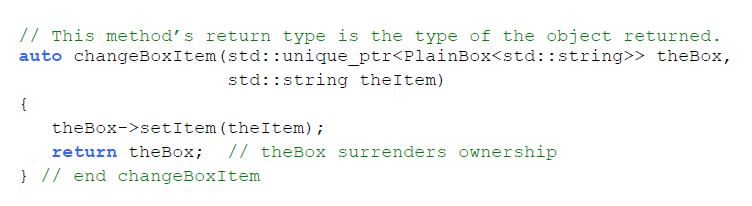 // This method’s return type is the type of the object returned.
auto changeBoxItem(std::unique_ptr<PlainBox<std::string>> theBox,
                   std::string theItem)
{
   theBox->setItem(theItem);
   return theBox;  // theBox surrenders ownership
} // end changeBoxItem